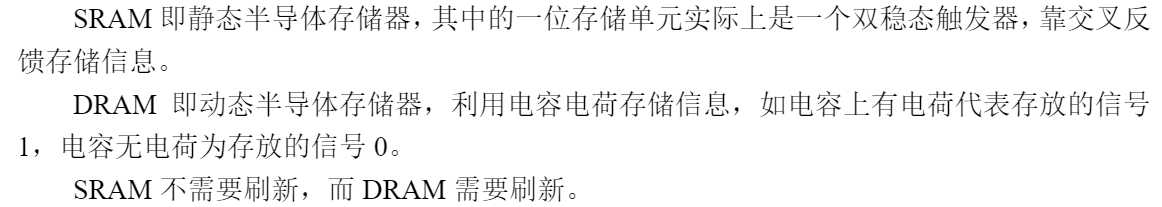 SRAM 即静态半导体存储器，其中的一位存储单元实际上是一个双稳态触发器，靠交叉反
馈存储信息。
DRAM 即动态半导体存储器，利用电容电荷存储信息，如电容上有电荷代表存放的信号
1，电容无电荷为存放的信号 0。
SRAM 不需要刷新，而 DRAM 需要刷新。